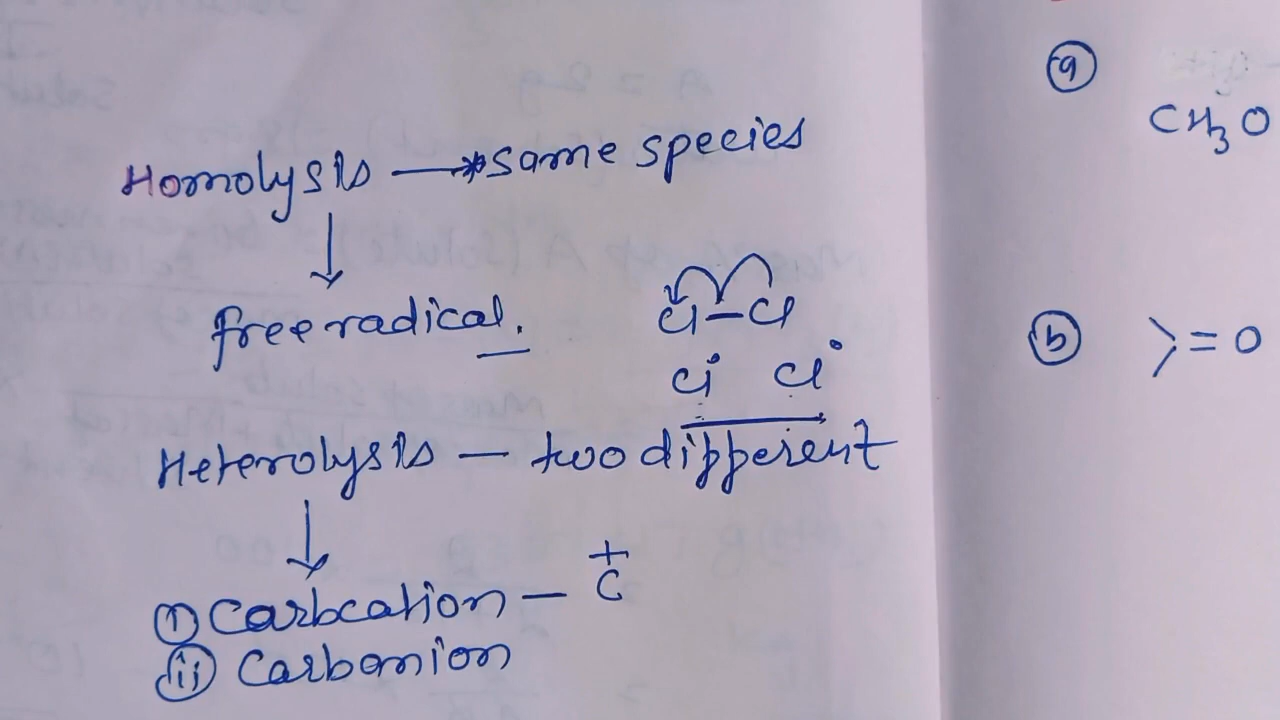 Homolysis → same species
↓
free radical.
Cl–Cl
Cl• Cl•
Heterolysis – two different
↓
(i) Carbcation – C+
(ii) Carbanion
(a)
CH3O
(b) >=O